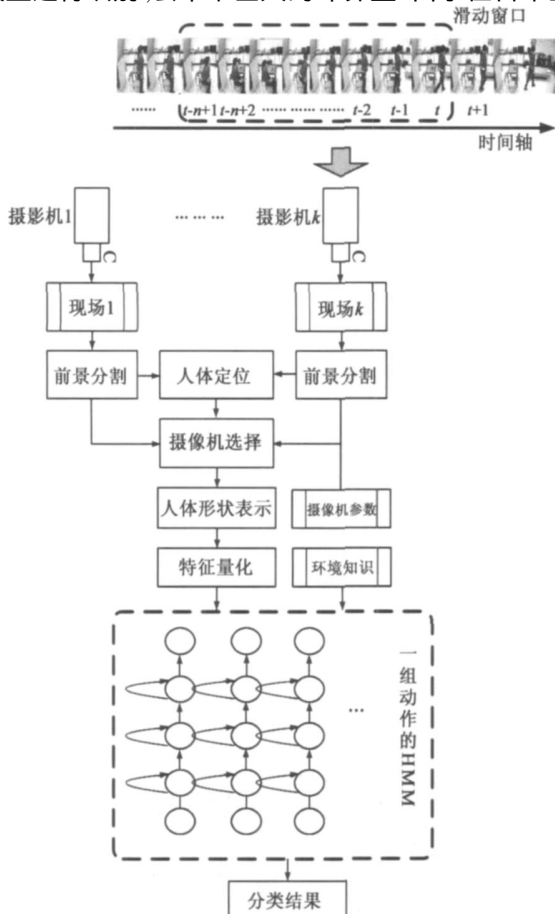 滑动窗口
…… t-n+1 t-n+2 …… …… …… t-2 t-1 t t+1
时间轴
摄影机1 ……… 摄影机k
C C
现场1 现场k
前景分割 人体定位 前景分割
摄像机选择
人体形状表示 摄像机参数
特征量化 环境知识
一组动作的HMM
…
分类结果